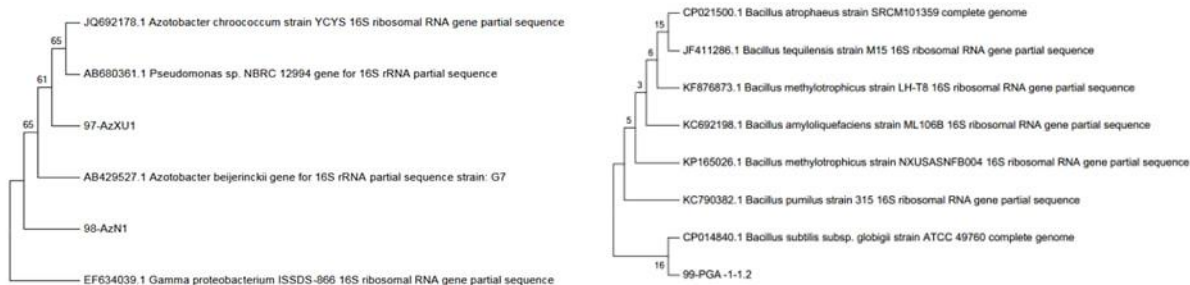 JQ692178.1 Azotobacter chroococcum strain YCYS 16S ribosomal RNA gene partial sequence
65
AB680361.1 Pseudomonas sp. NBRC 12994 gene for 16S rRNA partial sequence
61
97-AzXU1
65
AB429527.1 Azotobacter beijerinckii gene for 16S rRNA partial sequence strain: G7
98-AzN1
EF634039.1 Gamma proteobacterium ISSDS-866 16S ribosomal RNA gene partial sequence
CP021500.1 Bacillus atrophaeus strain SRCM101359 complete genome
15
JF411286.1 Bacillus tequilensis strain M15 16S ribosomal RNA gene partial sequence
6
KF876873.1 Bacillus methylotrophicus strain LH-T8 16S ribosomal RNA gene partial sequence
3
KC692198.1 Bacillus amyloliquefaciens strain ML106B 16S ribosomal RNA gene partial sequence
5
KP165026.1 Bacillus methylotrophicus strain NXUSASNFB004 16S ribosomal RNA gene partial sequence
KC790382.1 Bacillus pumilus strain 315 16S ribosomal RNA gene partial sequence
CP014840.1 Bacillus subtilis subsp. globigii strain ATCC 49760 complete genome
16
99-PGA -1-1.2